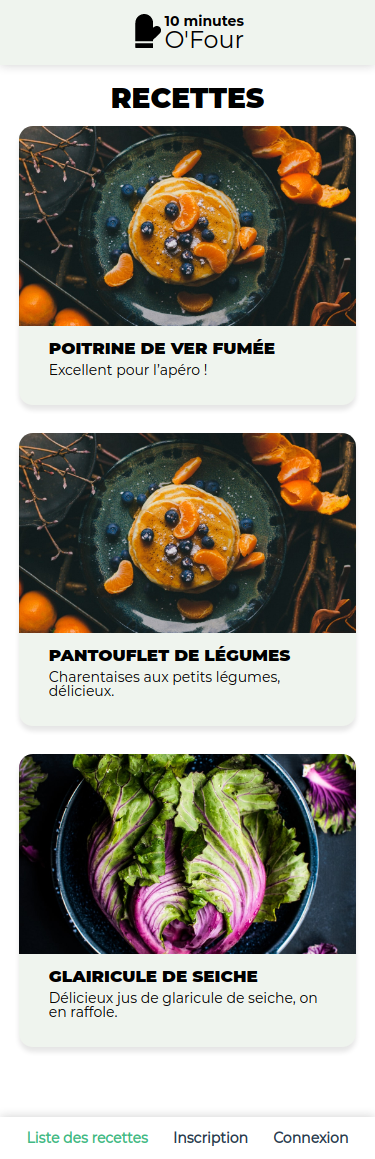 10 minutes
O'Four
RECETTES
POITRINE DE VER FUMÉE
Excellent pour l'apéro !
PANTOUFLET DE LÉGUMES
Charentaises aux petits légumes,
délicieux.
GLAIRICULE DE SEICHE
Délicieux jus de glaricule de seiche, on
en raffole.
Liste des recettes Inscription Connexion